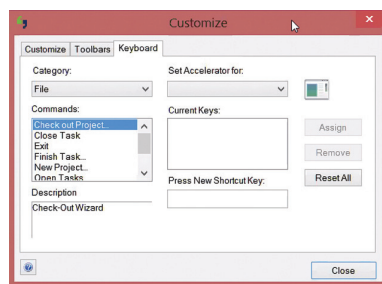 Customize
Customize Toolbars Keyboard
Category:
Set Accelerator for:
File
Commands:
Current Keys:
Check out Project...
Close Task
Exit
Finish Task...
New Project...
Open Tasks
Assign
Remove
Reset All
Press New Shortcut Key:
Description
Check-Out Wizard
Close